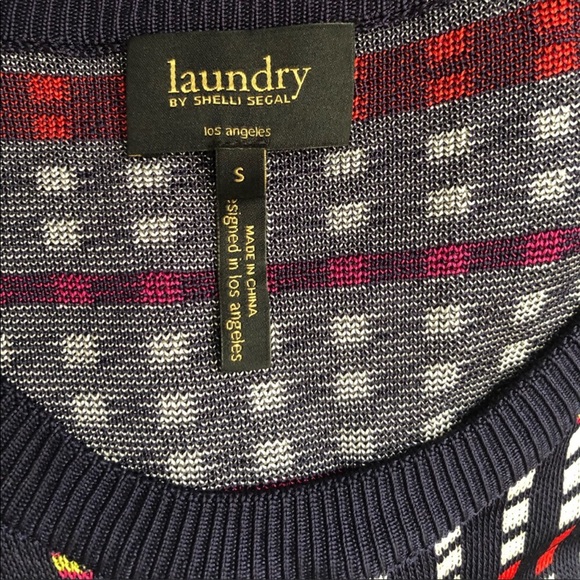 laundry
BY SHELLI SEGAL
los angeles
S
MADE IN CHINA
signed in los angeles